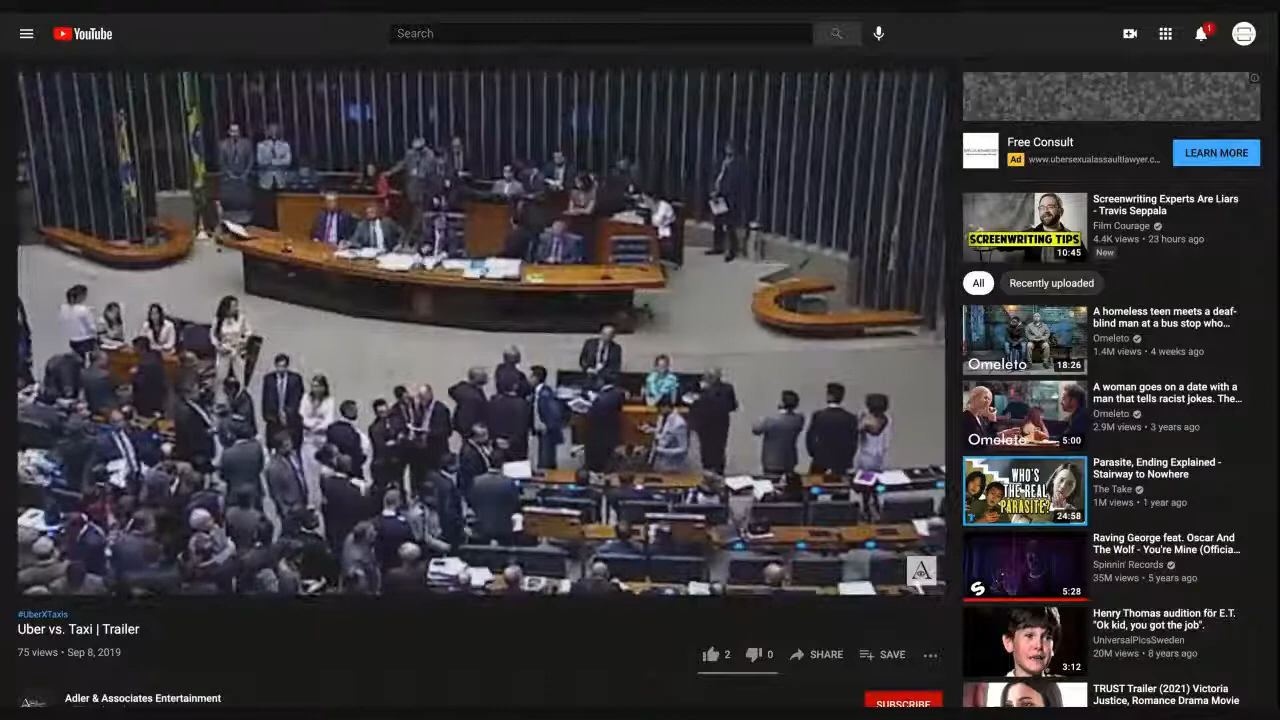 YouTube
Search
1
Free Consult
Ad www.ubersexualassaultlawyer.c...
LEARN MORE
SCREENWRITING TIPS
10:45
Screenwriting Experts Are Liars
- Travis Seppala
Film Courage
4.4K views • 23 hours ago
New
All
Recently uploaded
Omeleto
18:26
A homeless teen meets a deaf-
blind man at a bus stop who...
Omeleto
1.4M views • 4 weeks ago
Omeleto
5:00
A woman goes on a date with a
man that tells racist jokes. The...
Omeleto
2.9M views • 3 years ago
WHO'S
THE REAL
PARASITE?
24:58
Parasite, Ending Explained -
Stairway to Nowhere
The Take
1M views • 1 year ago
5:28
Raving George feat. Oscar And
The Wolf - You're Mine (Officia...
Spinnin' Records
35M views • 5 years ago
3:12
Henry Thomas audition för E.T.
"Ok kid, you got the job".
UniversalPicsSweden
20M views • 8 years ago
TRUST Trailer (2021) Victoria
Justice, Romance Drama Movie
#UberXTaxis
Uber vs. Taxi | Trailer
75 views • Sep 8, 2019
2
0
SHARE
SAVE
Adler & Associates Entertainment
SUBSCRIBE